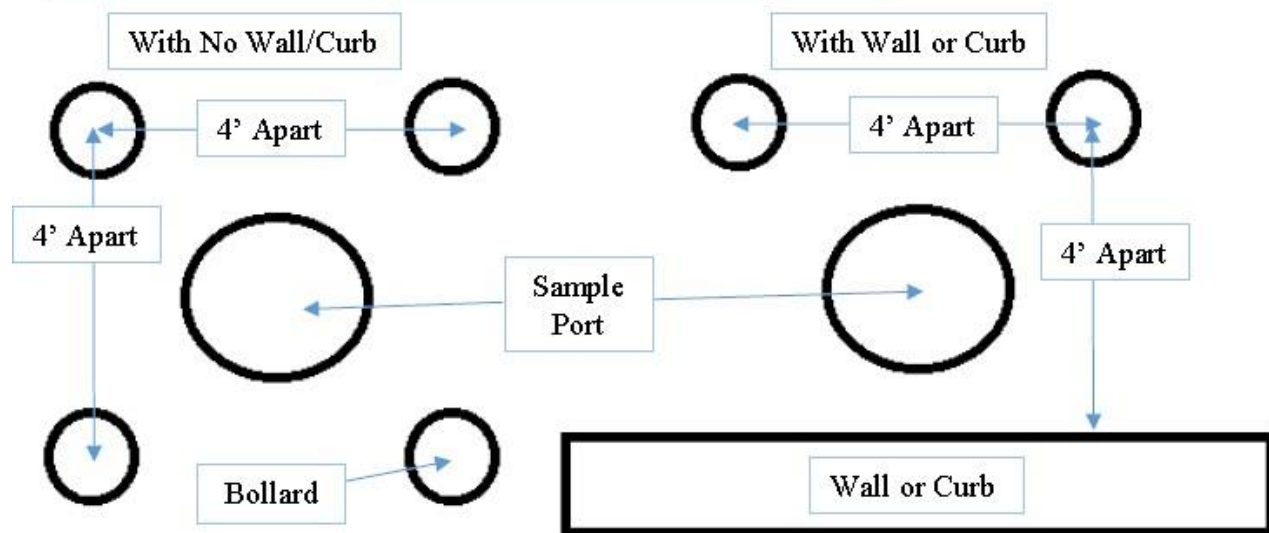 With No Wall/Curb
With Wall or Curb
4’ Apart
4’ Apart
4’ Apart
4’ Apart
Sample
Port
Bollard
Wall or Curb